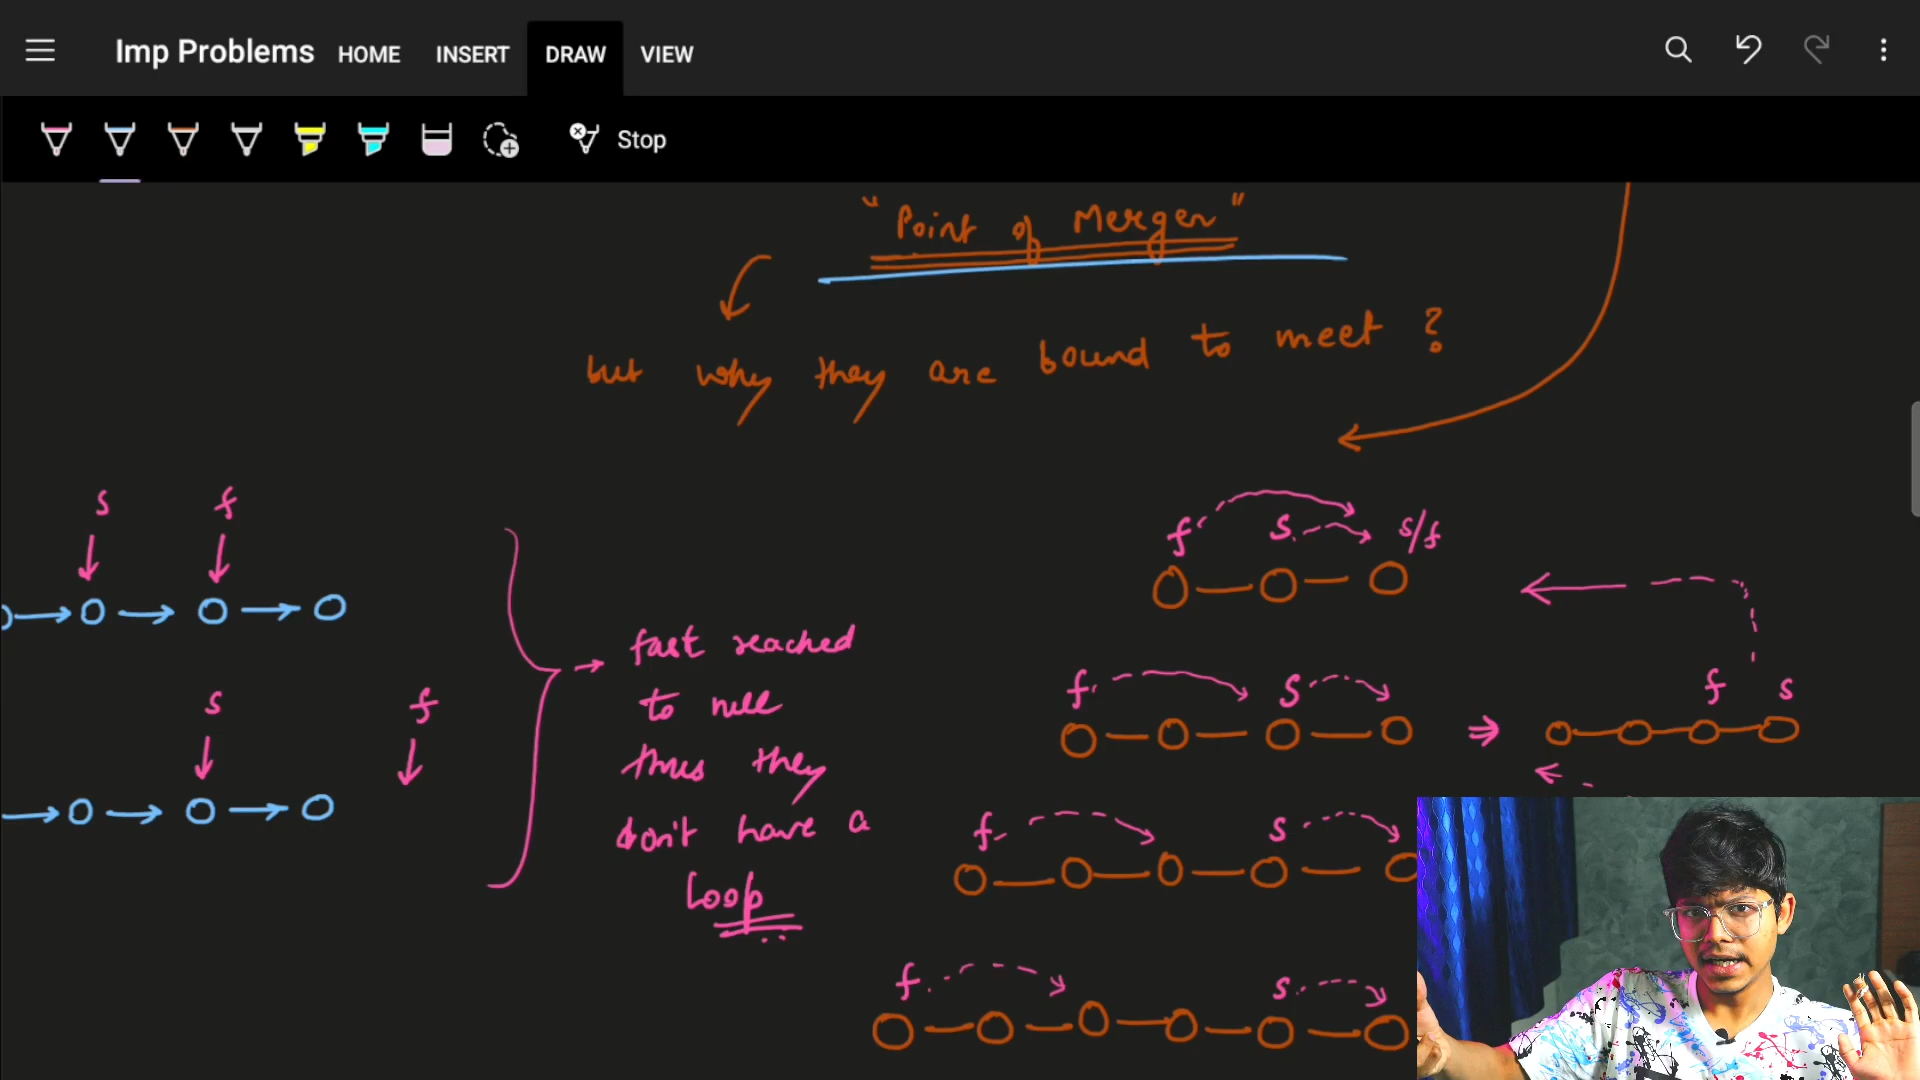 Imp Problems HOME INSERT DRAW VIEW
Stop
"Point of Merger"
but why they are bound to meet ?
s f
f s s/f
fast reached
f s f s
s f
to null
thus they
don't have a
f s
Loop
f s